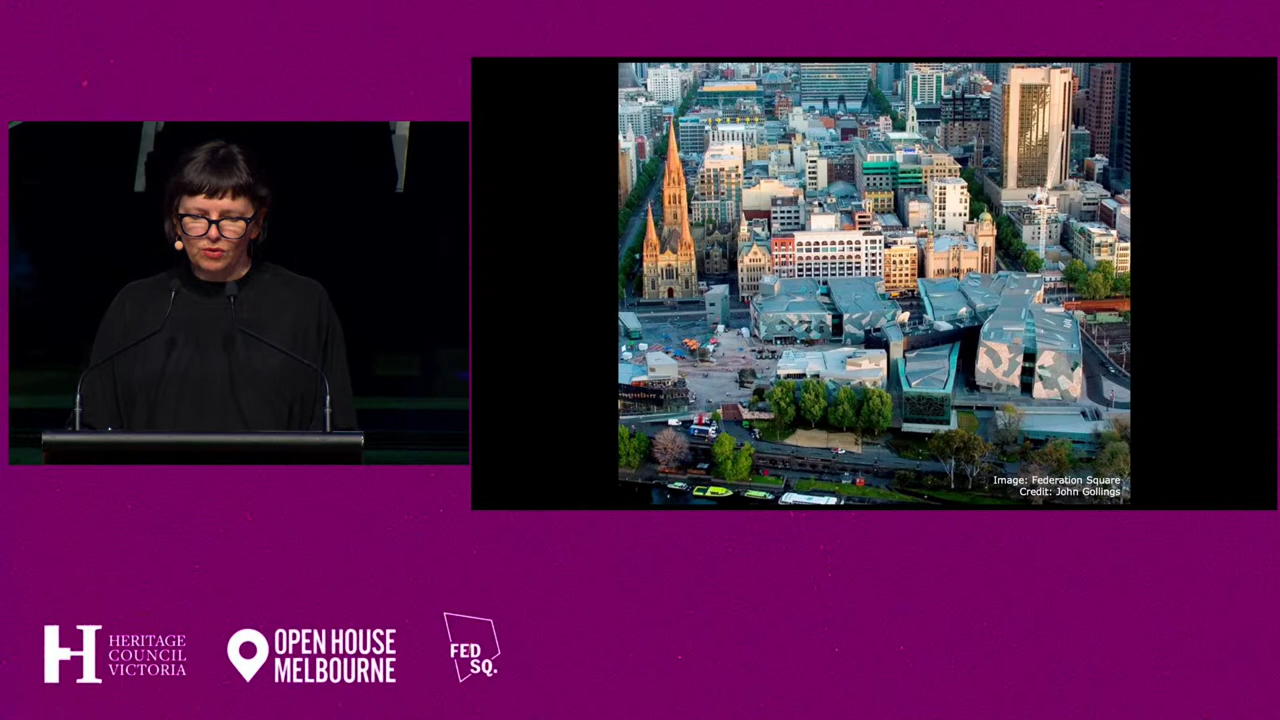 Image: Federation Square
Credit: John Gollings
H HERITAGE
COUNCIL
VICTORIA
OPEN HOUSE
MELBOURNE
FED
SQ.